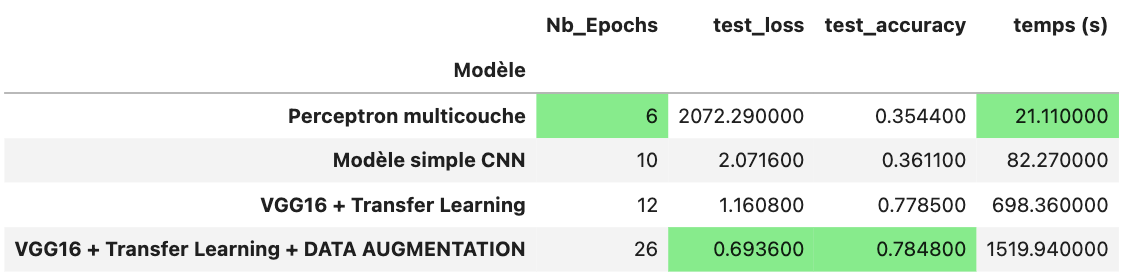 Nb_Epochs test_loss test_accuracy temps (s)
Modèle
Perceptron multicouche 6 2072.290000 0.354400 21.110000
Modèle simple CNN 10 2.071600 0.361100 82.270000
VGG16 + Transfer Learning 12 1.160800 0.778500 698.360000
VGG16 + Transfer Learning + DATA AUGMENTATION 26 0.693600 0.784800 1519.940000